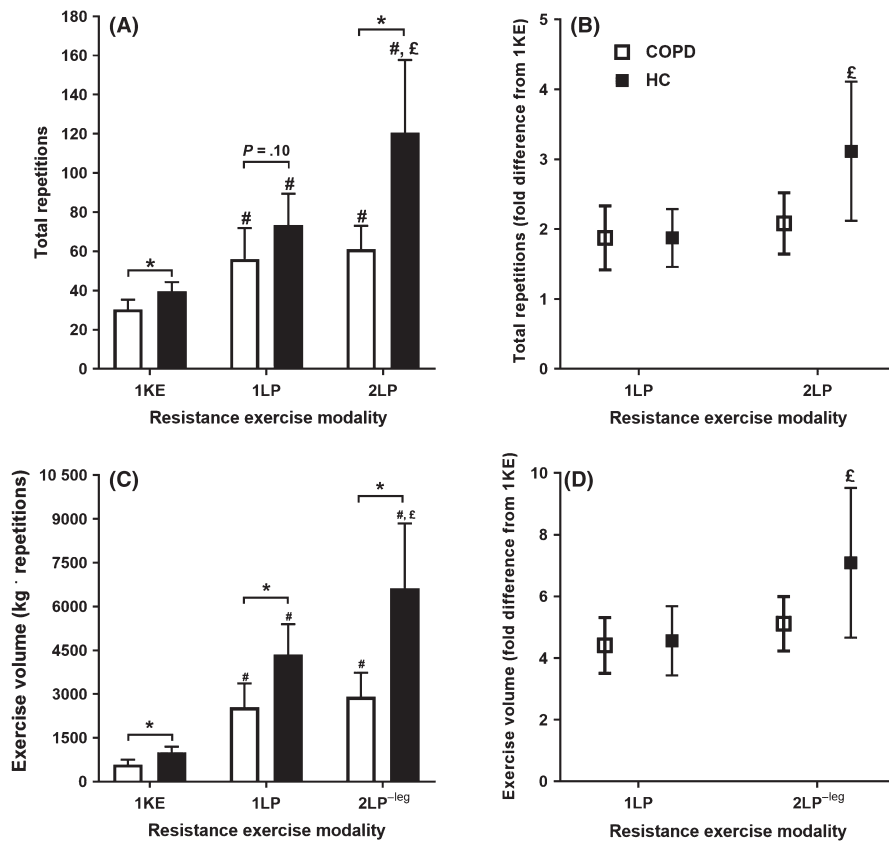 (A)
180
160
140
120
100
80
60
40
20
0
Total repetitions
*
P = .10
*
#
#
#
#, £
1KE 1LP 2LP
Resistance exercise modality
(B)
5
4
3
2
1
0
Total repetitions (fold difference from 1KE)
COPD
HC
£
1LP 2LP
Resistance exercise modality
(C)
10 500
9000
7500
6000
4500
3000
1500
0
Exercise volume (kg · repetitions)
*
*
*
#
#
#
#, £
1KE 1LP 2LP–leg
Resistance exercise modality
(D)
10
8
6
4
2
0
Exercise volume (fold difference from 1KE)
£
1LP 2LP–leg
Resistance exercise modality